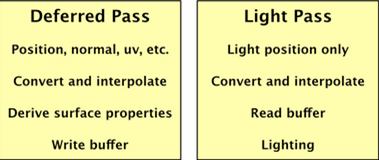 Deferred Pass
Position, normal, uv, etc.
Convert and interpolate
Derive surface properties
Write buffer
Light Pass
Light position only
Convert and interpolate
Read buffer
Lighting